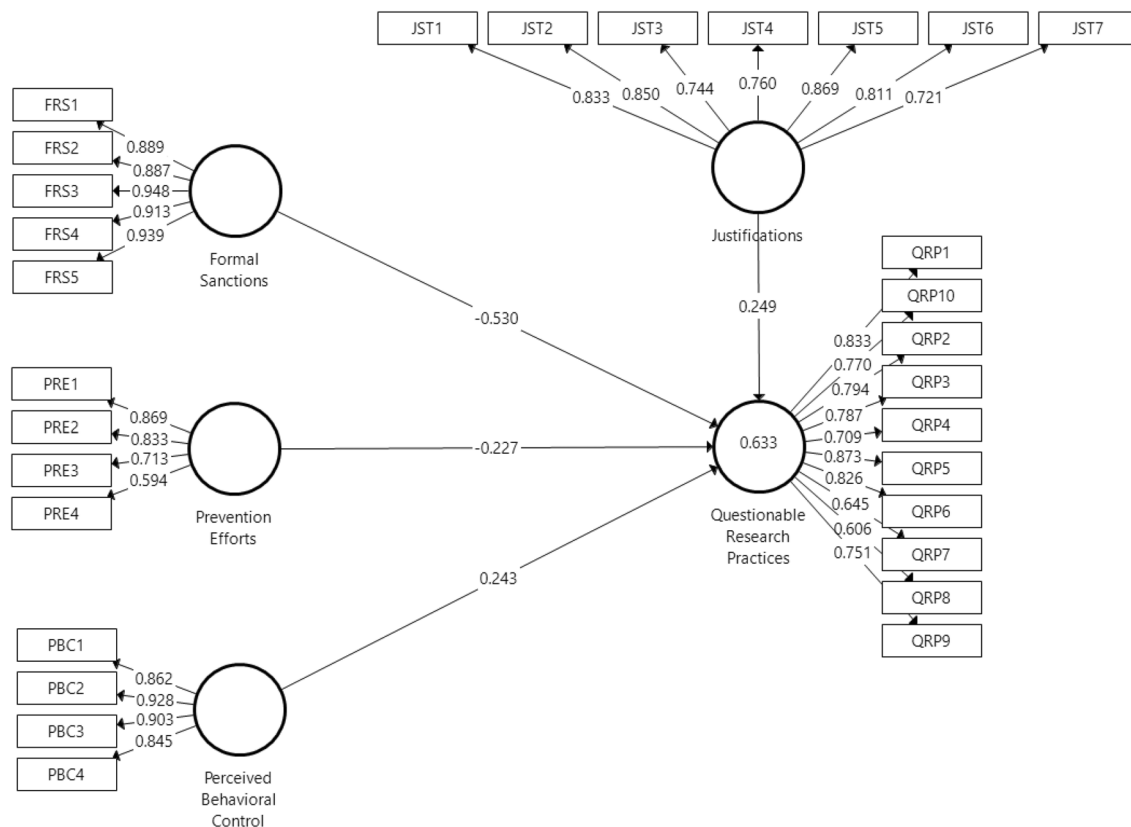 JST1 JST2 JST3 JST4 JST5 JST6 JST7
0.833 0.850 0.744 0.760 0.869 0.811 0.721
Justifications
0.249
FRS1
FRS2
FRS3
FRS4
FRS5
0.889
0.887
0.948
0.913
0.939
Formal
Sanctions
-0.530
PRE1
PRE2
PRE3
PRE4
0.869
0.833
0.713
0.594
Prevention
Efforts
-0.227
PBC1
PBC2
PBC3
PBC4
0.862
0.928
0.903
0.845
Perceived
Behavioral
Control
0.243
0.633
Questionable
Research
Practices
0.833
0.770
0.794
0.787
0.709
0.873
0.826
0.645
0.606
0.751
QRP1
QRP10
QRP2
QRP3
QRP4
QRP5
QRP6
QRP7
QRP8
QRP9